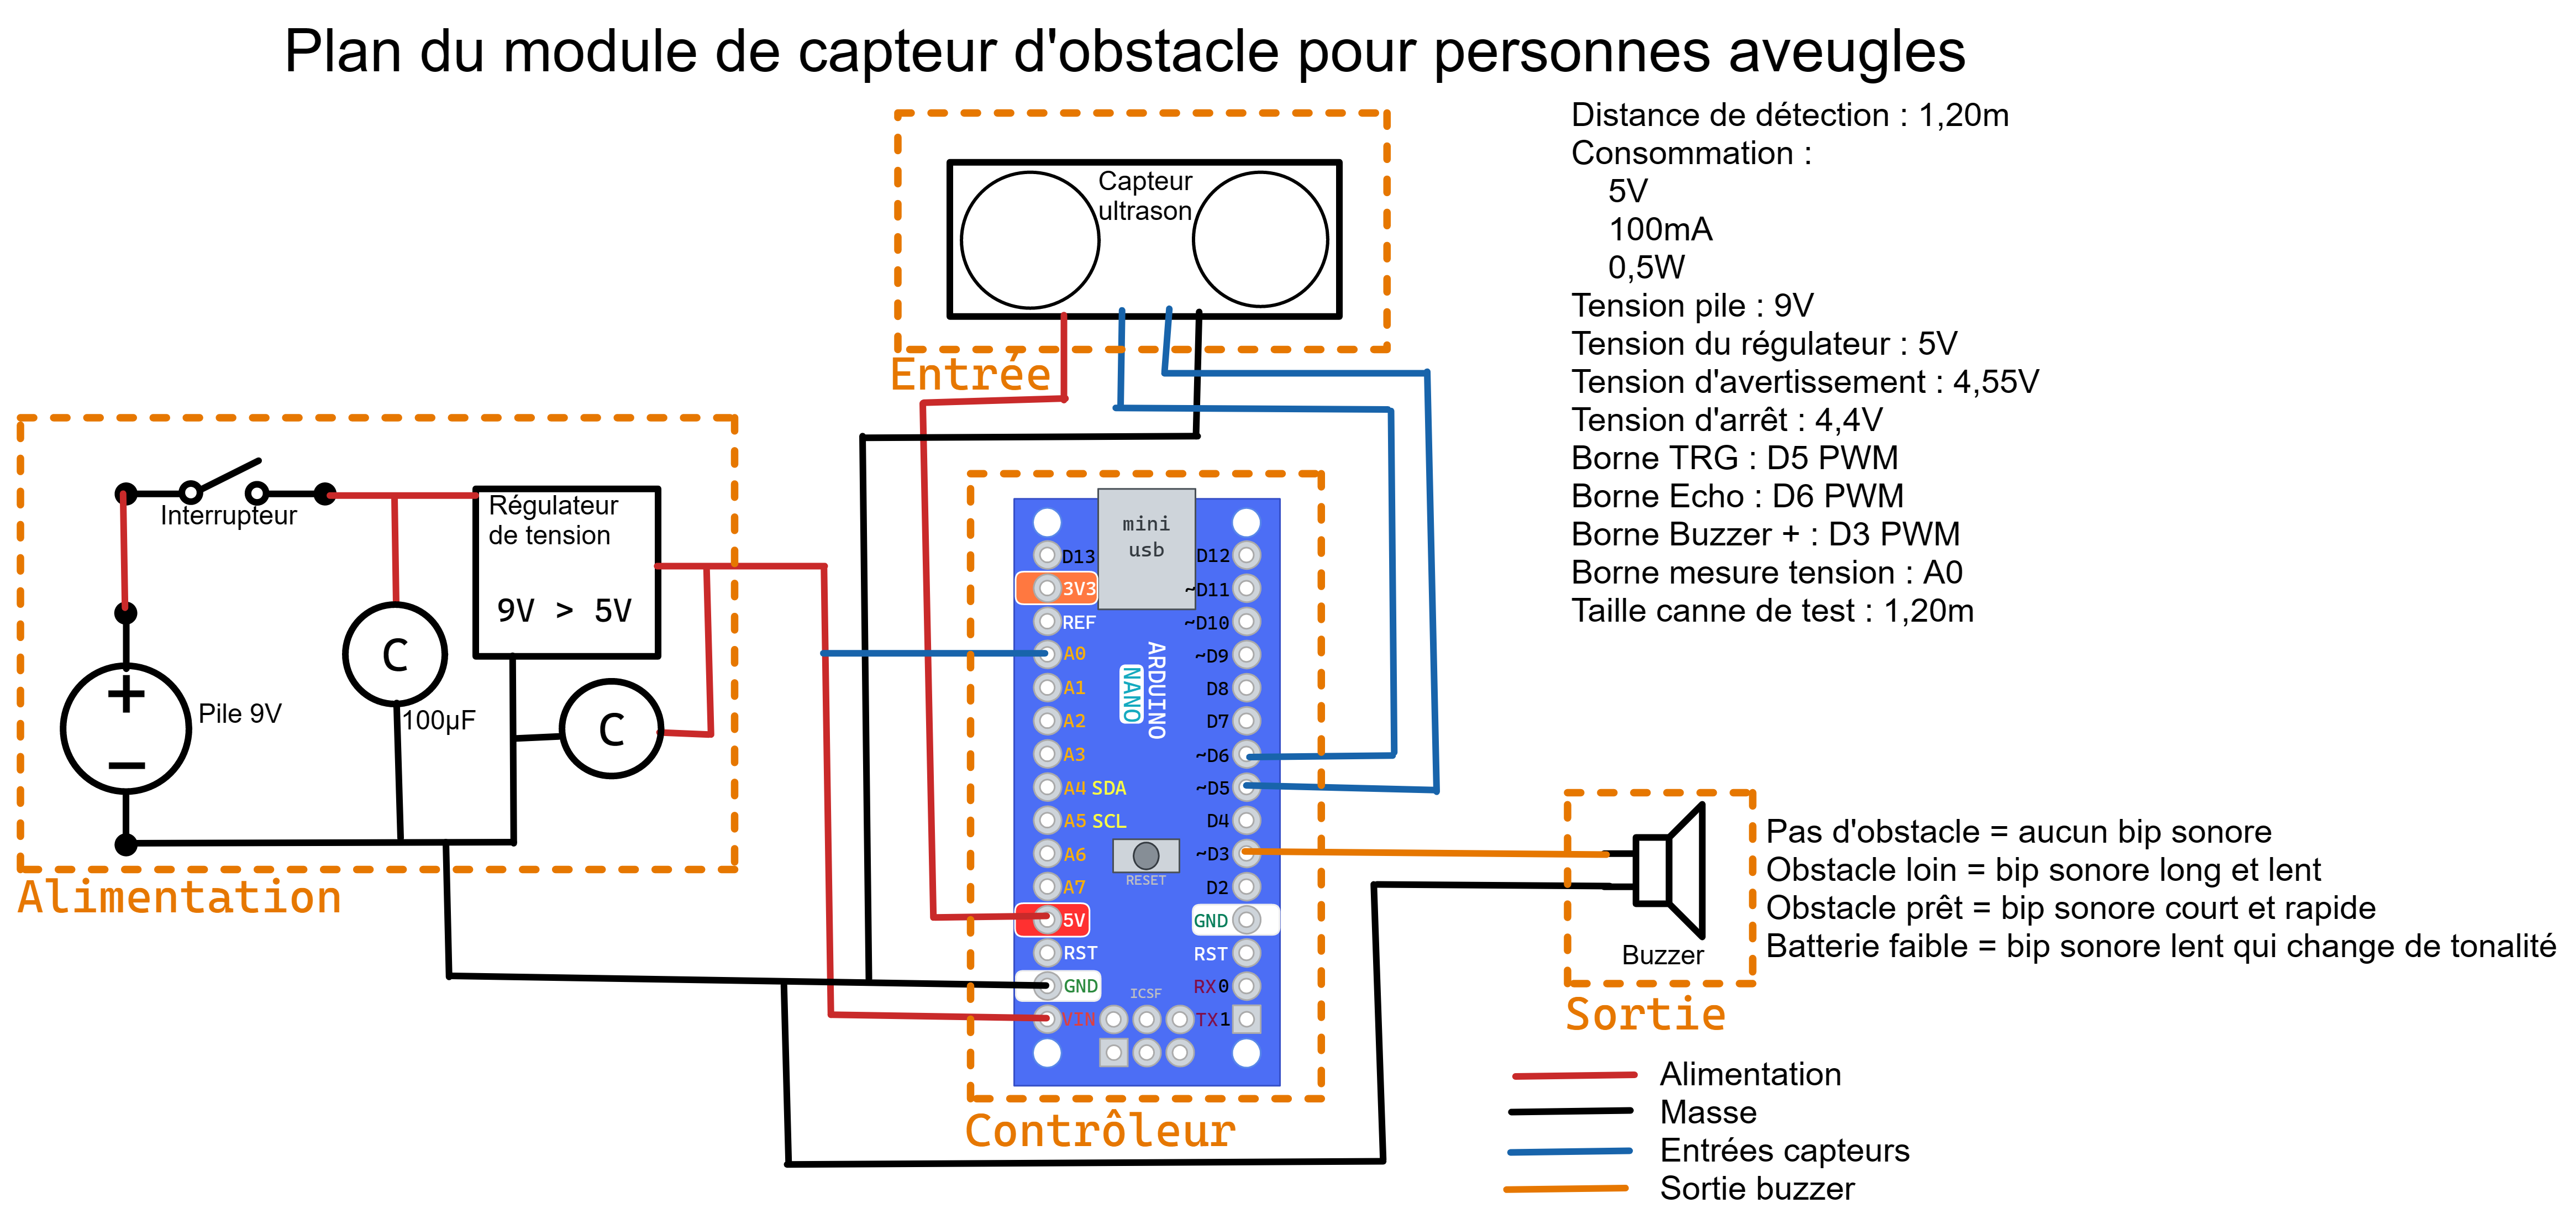 Plan du module de capteur d'obstacle pour personnes aveugles
Distance de détection : 1,20m
Consommation :
5V
100mA
0,5W
Tension pile : 9V
Tension du régulateur : 5V
Tension d'avertissement : 4,55V
Tension d'arrêt : 4,4V
Borne TRG : D5 PWM
Borne Echo : D6 PWM
Borne Buzzer + : D3 PWM
Borne mesure tension : A0
Taille canne de test : 1,20m
Capteur
ultrason
Entrée
Interrupteur
Régulateur
de tension
9V > 5V
C
100µF
C
Pile 9V
+
−
Alimentation
mini
usb
D13
3V3
REF
A0
A1
A2
A3
A4 SDA
A5 SCL
A6
A7
5V
RST
GND
VIN
ARDUINO
NANO
RESET
ICSF
D12
~D11
~D10
~D9
D8
D7
~D6
~D5
D4
~D3
D2
GND
RST
RX0
TX1
Contrôleur
Buzzer
Sortie
Pas d'obstacle = aucun bip sonore
Obstacle loin = bip sonore long et lent
Obstacle prêt = bip sonore court et rapide
Batterie faible = bip sonore lent qui change de tonalité
Alimentation
Masse
Entrées capteurs
Sortie buzzer